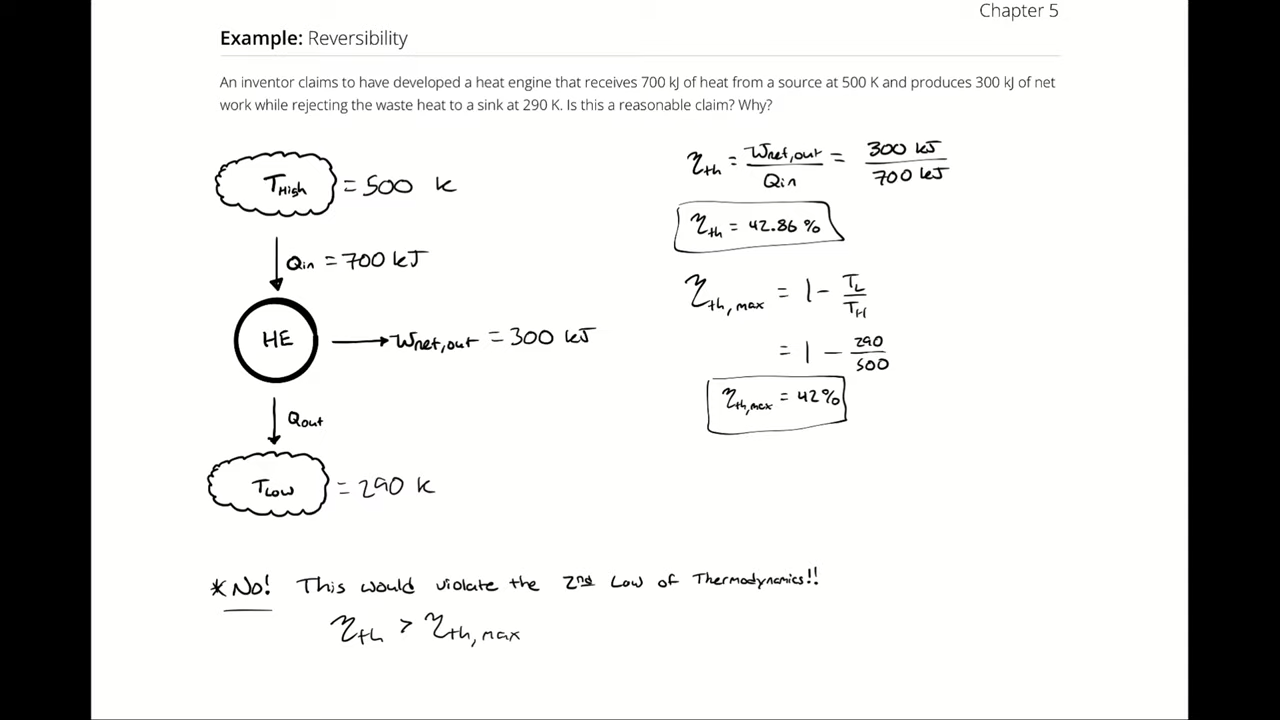 Chapter 5
Example: Reversibility
An inventor claims to have developed a heat engine that receives 700 kJ of heat from a source at 500 K and produces 300 kJ of net
work while rejecting the waste heat to a sink at 290 K. Is this a reasonable claim? Why?
THigh = 500 K
Qin = 700 kJ
HE → Wnet,out = 300 kJ
Qout
TLow = 290 K
ηth = Wnet,out / Qin = 300 kJ / 700 kJ
ηth = 42.86 %
ηth, max = 1 - TL / TH
= 1 - 290 / 500
ηth,max = 42%
*No! This would violate the 2nd Law of Thermodynamics!!
ηth > ηth, max